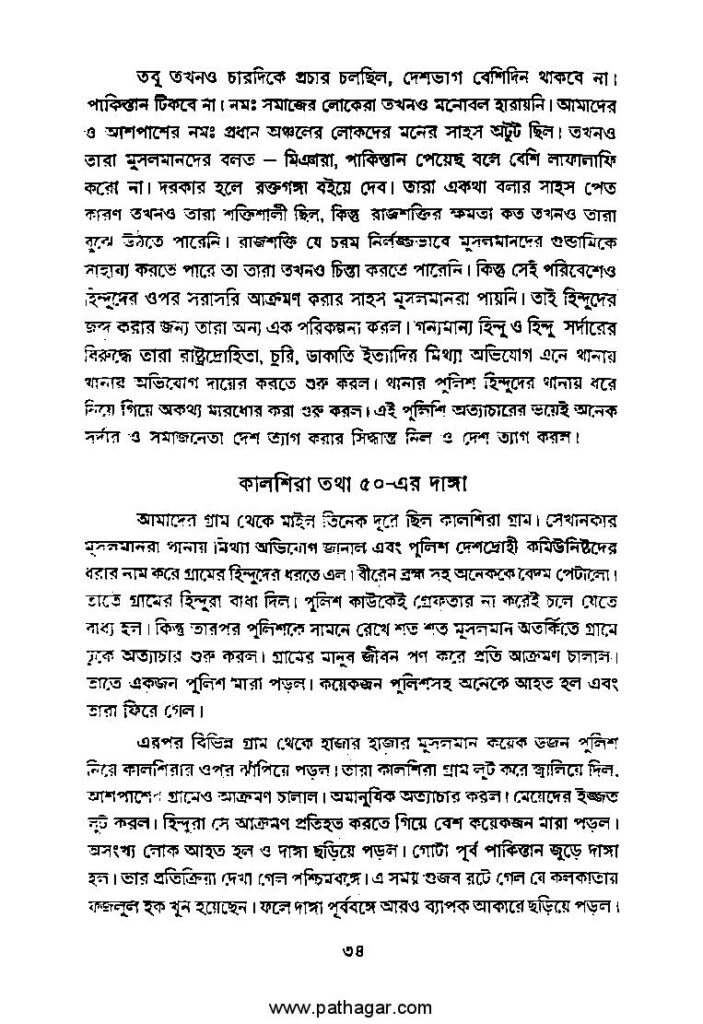 তবু তখনও চারদিকে প্রচার চলছিল, দেশভাগ বেশিদিন থাকবে না।
পাকিস্তান টিকবে না। নমঃ সমাজের লোকেরা তখনও মনোবল হারায়নি। আমাদের
ও আশপাশের নমঃ প্রধান অঞ্চলের লোকদের মনের সাহস অটুট ছিল। তখনও
তারা মুসলমানদের বলত – মিঞারা, পাকিস্তান পেয়েছ বলে বেশি লাফালাফি
করো না। দরকার হলে রক্তগঙ্গা বইয়ে দেব। তারা একথা বলার সাহস পেত
কারণ তখনও তারা শক্তিশালী ছিল, কিন্তু রাজশক্তির ক্ষমতা কত তখনও তারা
বুঝে উঠতে পারেনি। রাজশক্তি যে চরম নির্লজ্জভাবে মুসলমানদের গুন্ডামিকে
সাহায্য করতে পারে তা তারা তখনও চিন্তা করতে পারেনি। কিন্তু সেই পরিবেশেও
হিন্দুদের ওপর সরাসরি আক্রমণ করার সাহস মুসলমানরা পায়নি। তাই হিন্দুদের
জব্দ করার জন্য তারা অন্য এক পরিকল্পনা করল। গন্যমান্য হিন্দু ও হিন্দু সর্দারের
বিরুদ্ধে তারা রাষ্ট্রদ্রোহিতা, চুরি, ডাকাতি ইত্যাদির মিথ্যা অভিযোগ এনে থানায়
থানায় অভিযোগ দায়ের করতে শুরু করল। থানার পুলিশ হিন্দুদের থানায় ধরে
নিয়ে গিয়ে অকথ্য মারধোর করা শুরু করল। এই পুলিশি অত্যাচারের ভয়েই অনেক
সর্দার ও সমাজনেতা দেশ ত্যাগ করার সিদ্ধান্ত নিল ও দেশ ত্যাগ করল।
কালশিরা তথা ৫০-এর দাঙ্গা
আমাদের গ্রাম থেকে মাইল তিনেক দূরে ছিল কালশিরা গ্রাম। সেখানকার
মুসলমানরা থানায় মিথ্যা অভিযোগ জানাল এবং পুলিশ দেশদ্রোহী কমিউনিষ্টদের
ধরার নাম করে গ্রামের হিন্দুদের ধরতে এল। বীরেন ব্রহ্ম সহ অনেককে বেদম পেটালো।
তাতে গ্রামের হিন্দুরা বাধা দিল। পুলিশ কাউকেই গ্রেফতার না করেই চলে যেতে
বাধ্য হল। কিন্তু তারপর পুলিশকে সামনে রেখে শত শত মুসলমান অতর্কিতে গ্রামে
ঢুকে অত্যাচার শুরু করল। গ্রামের মানুষ জীবন পণ করে প্রতি আক্রমণ চালাল।
তাতে একজন পুলিশ মারা পড়ল। কয়েকজন পুলিশসহ অনেকে আহত হল এবং
তারা ফিরে গেল।
এরপর বিভিন্ন গ্রাম থেকে হাজার হাজার মুসলমান কয়েক ডজন পুলিশ
নিয়ে কালশিরার ওপর ঝাঁপিয়ে পড়ল। তারা কালশিরা গ্রাম লুট করে জ্বালিয়ে দিল,
আশপাশের গ্রামেও আক্রমণ চালাল। অমানুষিক অত্যাচার করল। মেয়েদের ইজ্জত
লুট করল। হিন্দুরা সে আক্রমণ প্রতিহত করতে গিয়ে বেশ কয়েকজন মারা পড়ল।
অসংখ্য লোক আহত হল ও দাঙ্গা ছড়িয়ে পড়ল। গোটা পূর্ব পাকিস্তান জুড়ে দাঙ্গা
হল। তার প্রতিক্রিয়া দেখা গেল পশ্চিমবঙ্গে। এ সময় গুজব রটে গেল যে কলকাতায়
ফজলুল হক খুন হয়েছেন। ফলে দাঙ্গা পূর্ববঙ্গে আরও ব্যাপক আকারে ছড়িয়ে পড়ল।
৩৪
www.pathagar.com